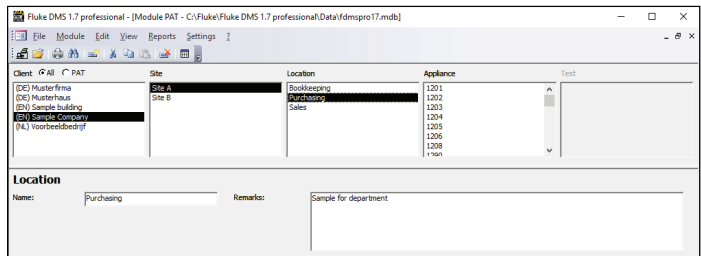 Fluke DMS 1.7 professional - [Module PAT - C:\Fluke\Fluke DMS 1.7 professional\Data\fdmspro17.mdb]
File Module Edit View Reports Settings ?
Client All PAT Site Location Appliance Test
(DE) Musterfirma
(DE) Musterhaus
(EN) Sample building
(EN) Sample Company
(NL) Voorbeeldbedrijf
Site A
Site B
Bookkeeping
Purchasing
Sales
1201
1202
1203
1204
1205
1206
1208
1290
Location
Name: Purchasing Remarks: Sample for department